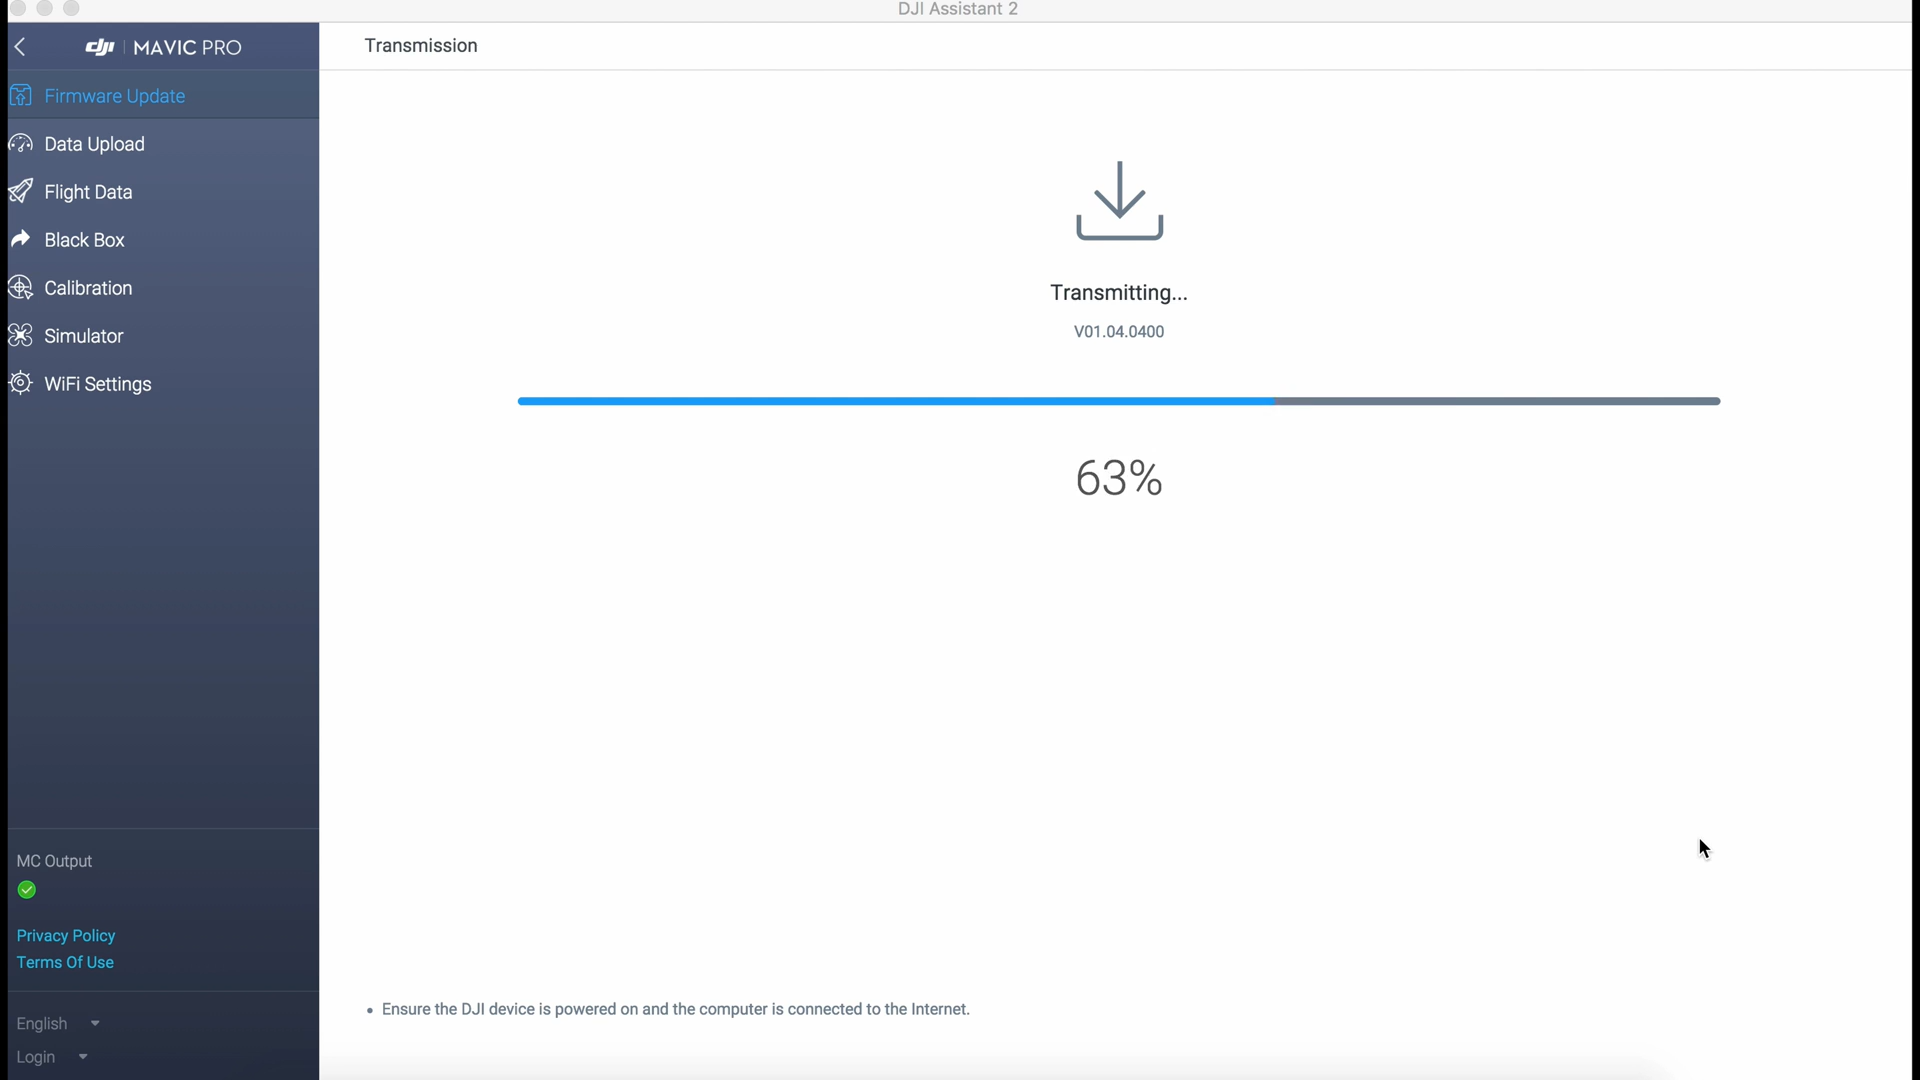 DJI Assistant 2
dji MAVIC PRO
Transmission
Firmware Update
Data Upload
Flight Data
Black Box
Calibration
Simulator
WiFi Settings
Transmitting...
V01.04.0400
63%
MC Output
Privacy Policy
Terms Of Use
English
Login
Ensure the DJI device is powered on and the computer is connected to the Internet.